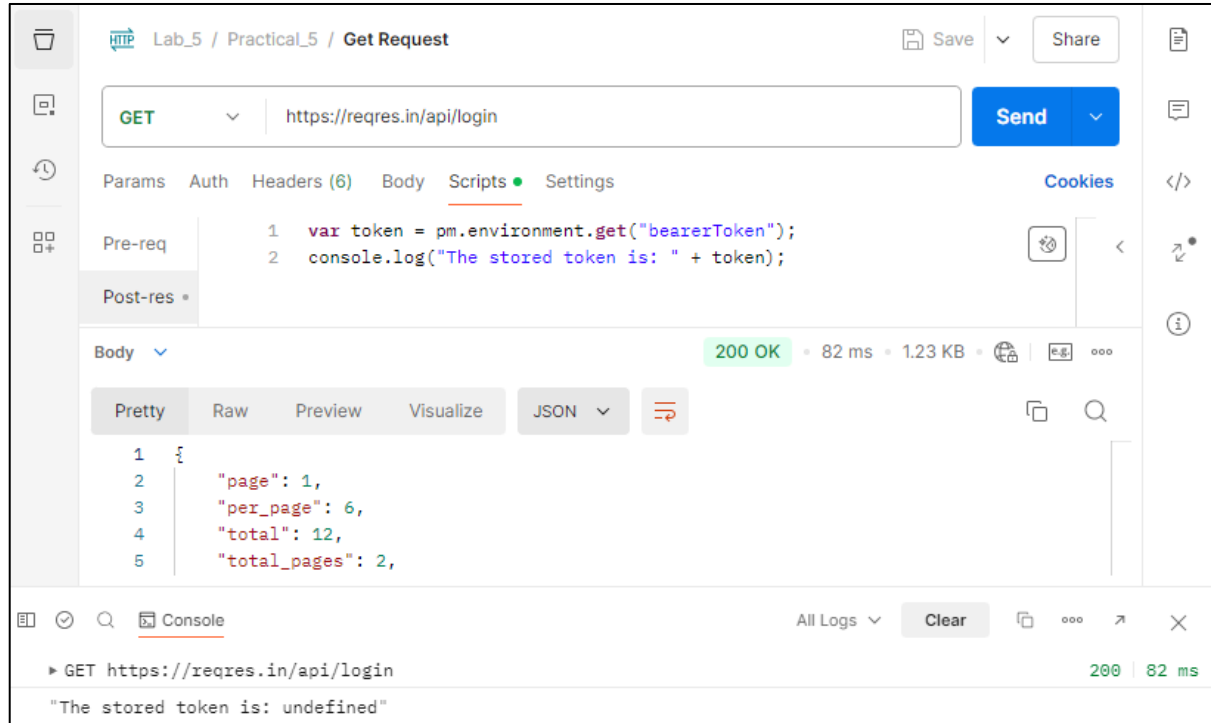 HTTP Lab_5 / Practical_5 / Get Request Save Share
GET https://reqres.in/api/login Send
Params Auth Headers (6) Body Scripts Settings Cookies
Pre-req
Post-res
1 var token = pm.environment.get("bearerToken");
2 console.log("The stored token is: " + token);
Body 200 OK 82 ms 1.23 KB e.g.
Pretty Raw Preview Visualize JSON
1 {
2 "page": 1,
3 "per_page": 6,
4 "total": 12,
5 "total_pages": 2,
Console All Logs Clear
GET https://reqres.in/api/login 200 82 ms
"The stored token is: undefined"